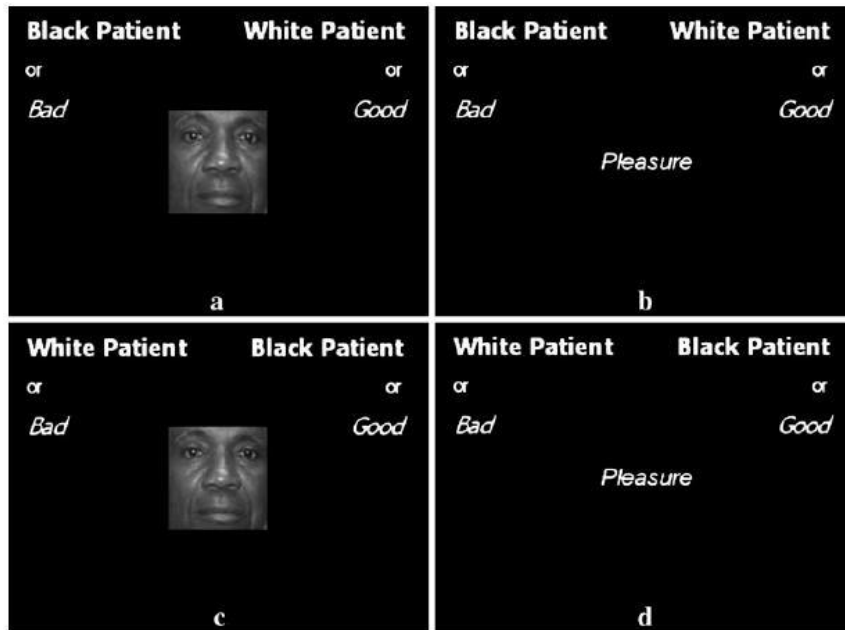 Black Patient White Patient
or or
Bad Good
a
Black Patient White Patient
or or
Bad Good
Pleasure
b
White Patient Black Patient
or or
Bad Good
c
White Patient Black Patient
or or
Bad Good
Pleasure
d